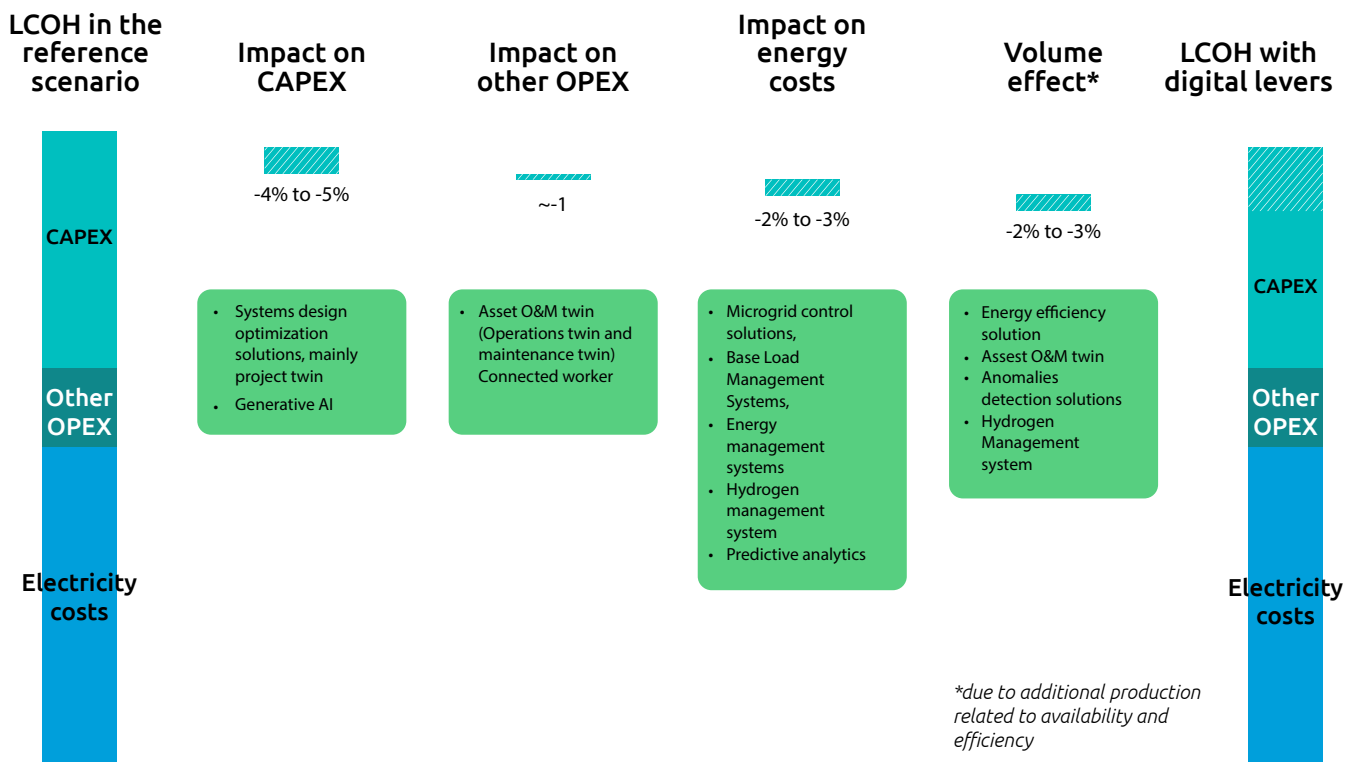 LCOH in the
reference
scenario
Impact on
CAPEX
Impact on
other OPEX
Impact on
energy
costs
Volume
effect*
LCOH with
digital levers
CAPEX
Other
OPEX
Electricity
costs
-4% to -5%
• Systems design
optimization
solutions, mainly
project twin
• Generative AI
~-1
• Asset O&M twin
(Operations twin and
maintenance twin)
Connected worker
-2% to -3%
• Microgrid control
solutions,
• Base Load
Management
Systems,
• Energy
management
systems
• Hydrogen
management
system
• Predictive analytics
-2% to -3%
• Energy efficiency
solution
• Assest O&M twin
• Anomalies
detection solutions
• Hydrogen
Management
system
CAPEX
Other
OPEX
Electricity
costs
*due to additional production
related to availability and
efficiency